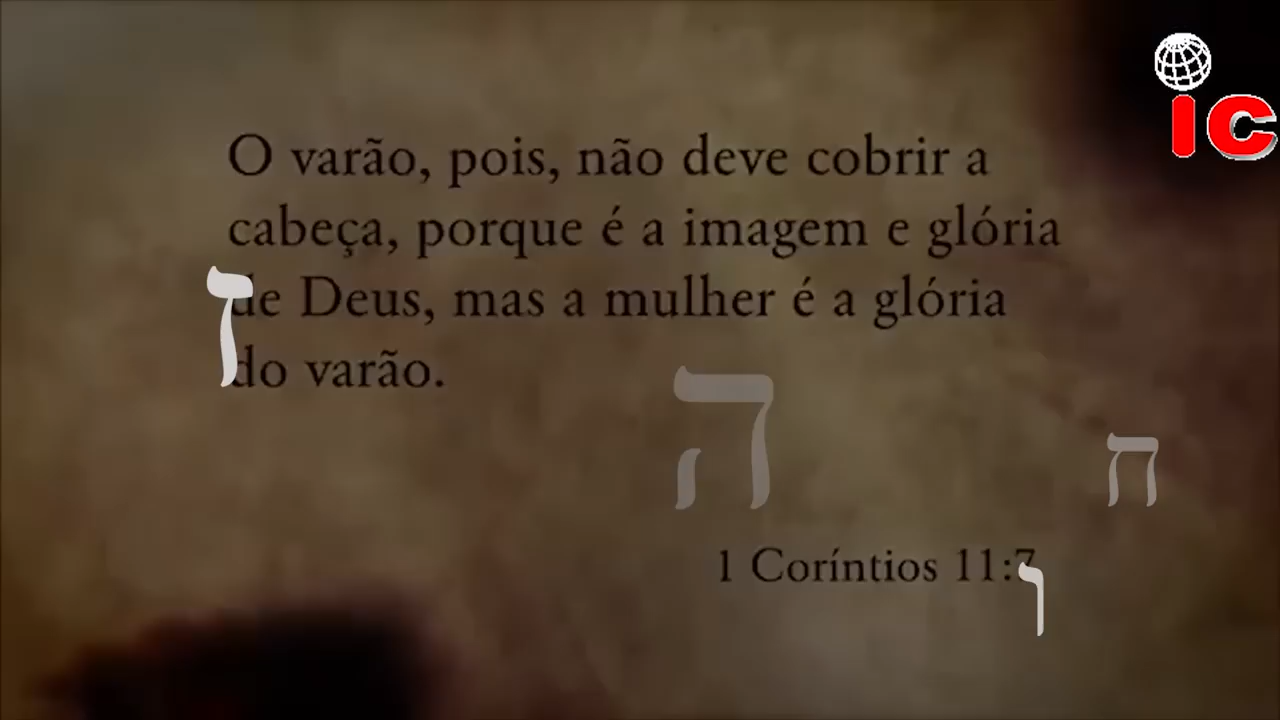 IC
O varão, pois, não deve cobrir a
cabeça, porque é a imagem e glória
de Deus, mas a mulher é a glória
do varão.
ז
ה
ח
1 Coríntios 11:7
ו